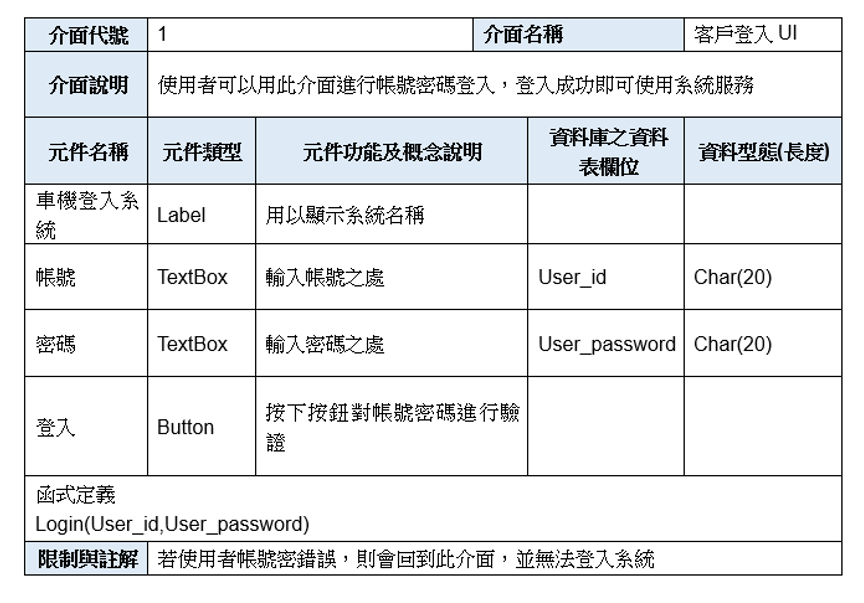 介面代號 1 介面名稱 客戶登入 UI
介面說明 使用者可以用此介面進行帳號密碼登入，登入成功即可使用系統服務
元件名稱 元件類型 元件功能及概念說明 資料庫之資料
表欄位 資料型態(長度)
車機登入系
統 Label 用以顯示系統名稱
帳號 TextBox 輸入帳號之處 User_id Char(20)
密碼 TextBox 輸入密碼之處 User_password Char(20)
登入 Button 按下按鈕對帳號密碼進行驗
證
函式定義
Login(User_id,User_password)
限制與註解 若使用者帳號密錯誤，則會回到此介面，並無法登入系統